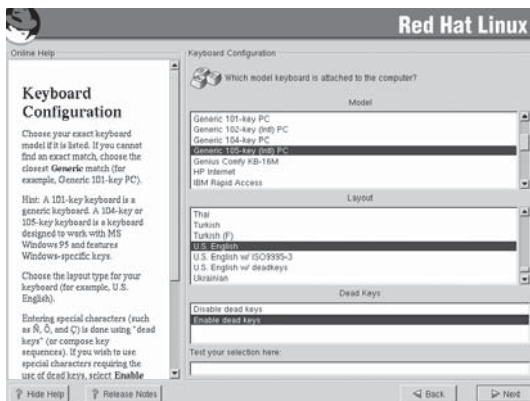 Red Hat Linux
Online Help
Keyboard
Configuration
Choose your exact keyboard
model if it is listed. If you cannot
find an exact match, choose the
closest Generic match (for
example, Generic 101-key PC).
Hint: A 101-key keyboard is a
generic keyboard. A 104-key or
105-key keyboard is a keyboard
designed to work with MS
Windows 95 and features
Windows-specific keys.
Choose the layout type for your
keyboard (for example, U.S.
English).
Entering special characters (such
as Ñ, Ô, and Ç) is done using "dead
keys" (or compose key
sequences). If you wish to use
special characters requiring the
use of dead keys, select Enable
Keyboard Configuration
Which model keyboard is attached to the computer?
Model
Generic 101-key PC
Generic 102-key (Intl) PC
Generic 104-key PC
Generic 105-key (Intl) PC
Genius Comfy KB-16M
HP Internet
IBM Rapid Access
Layout
Thai
Turkish
Turkish (F)
U.S. English
U.S. English w/ ISO9995-3
U.S. English w/ deadkeys
Ukrainian
Dead Keys
Disable dead keys
Enable dead keys
Test your selection here:
? Hide Help
? Release Notes
Back
Next